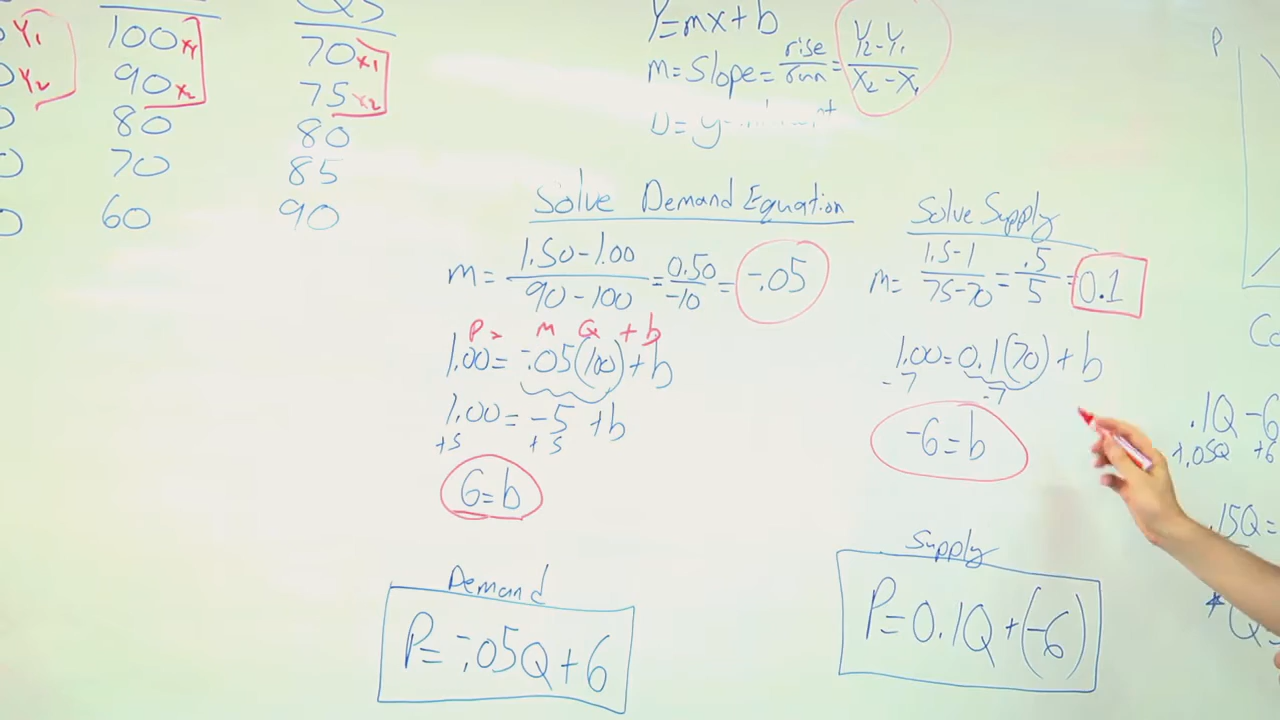 QS
Y1 100 X1 70 X1
Y2 90 X2 75 X2
80 80
70 85
60 90
Y=mx+b
m=Slope= rise/run = Y2-Y1/X2-X1
b= y-
P
Solve Demand Equation
m= 1.50-1.00/90-100 = 0.50/-10 = -.05
P= M Q +b
1.00= -.05(100)+b
1.00= -5 +b
+5 +5
6=b
Demand
P= -.05Q+6
Solve Supply
m= 1.5-1/75-70 = .5/5 = 0.1
1.00=0.1(70)+b
-7 -7
-6=b
Supply
P=0.1Q+(-6)
Co
.1Q-6
+.05Q +6
.15Q=
*Q=